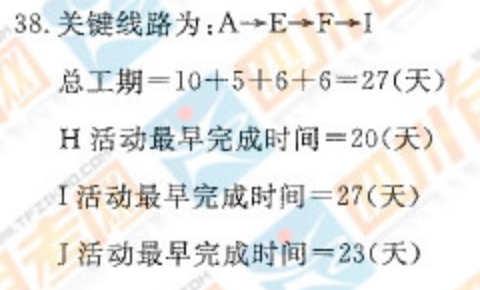 38. 关键线路为:A→E→F→I
总工期=10+5+6+6=27(天)
H 活动最早完成时间=20(天)
I 活动最早完成时间=27(天)
J 活动最早完成时间=23(天)